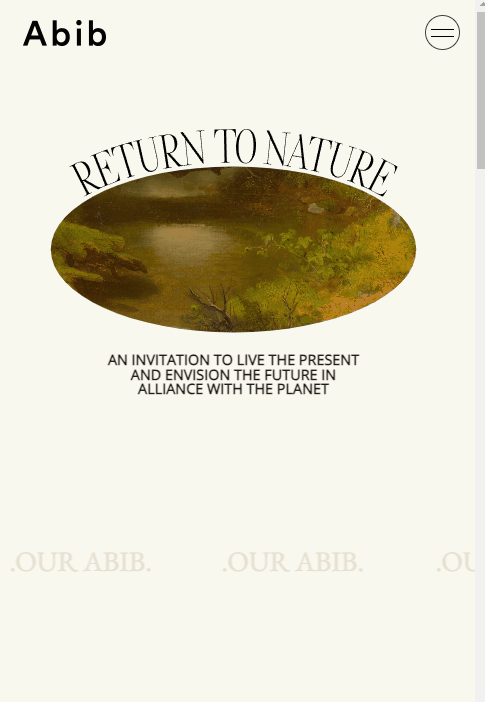 Abib
RETURN TO NATURE
AN INVITATION TO LIVE THE PRESENT
AND ENVISION THE FUTURE IN
ALLIANCE WITH THE PLANET
.OUR ABIB. .OUR ABIB. .OU